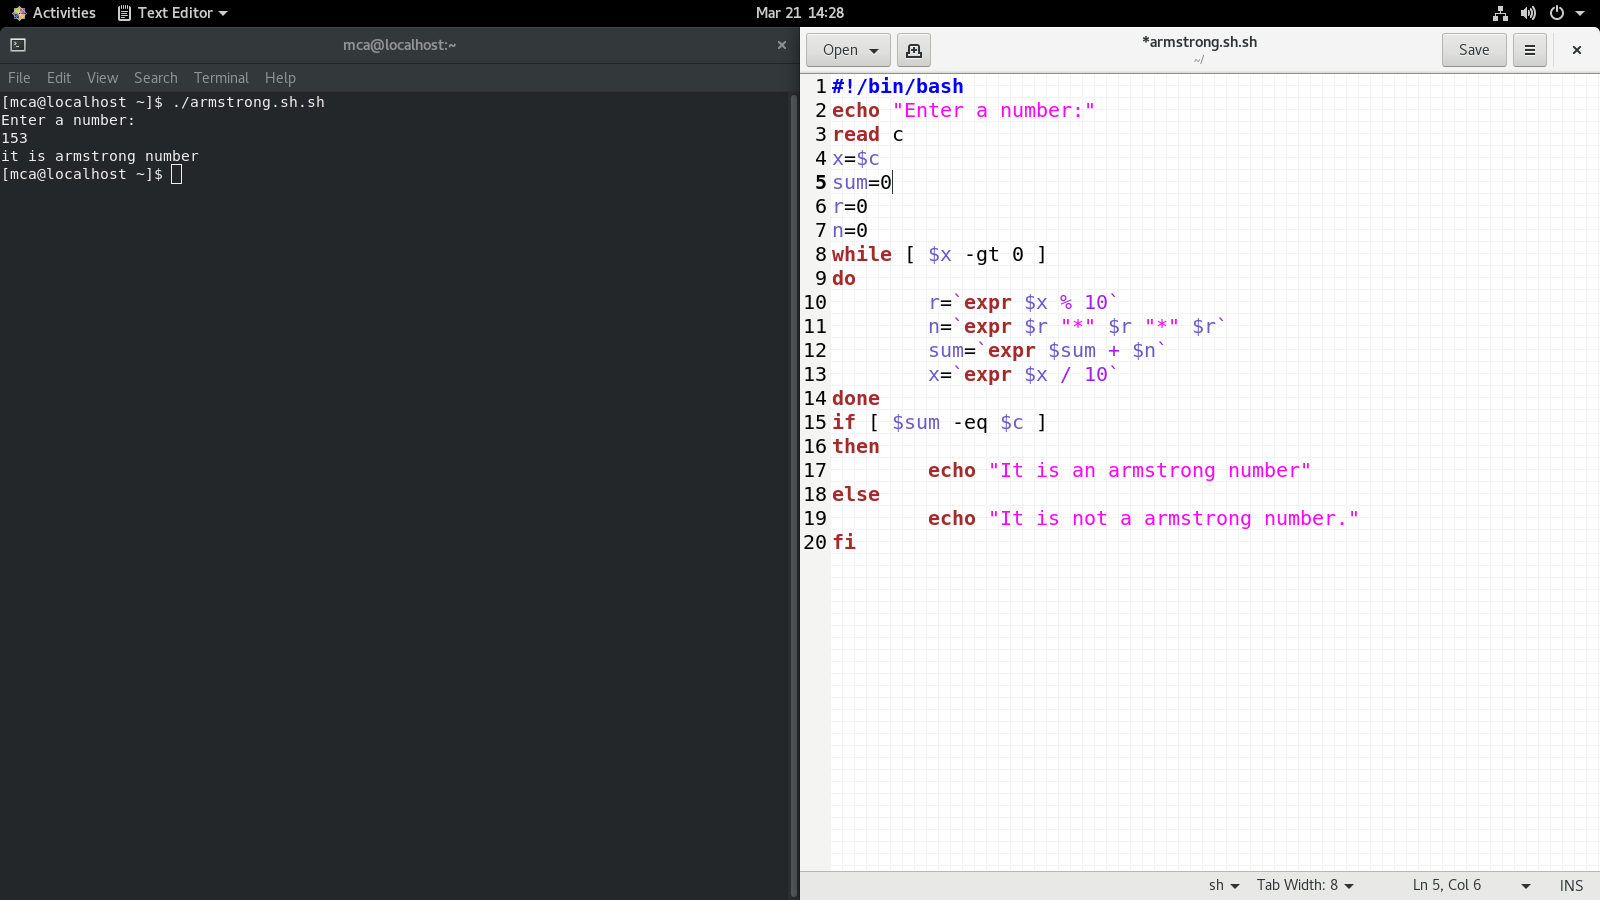 Activities Text Editor Mar 21 14:28
mca@localhost:~
File Edit View Search Terminal Help
[mca@localhost ~]$ ./armstrong.sh.sh
Enter a number:
153
it is armstrong number
[mca@localhost ~]$
Open *armstrong.sh.sh Save
~/
1 #!/bin/bash
2 echo "Enter a number:"
3 read c
4 x=$c
5 sum=0
6 r=0
7 n=0
8 while [ $x -gt 0 ]
9 do
10         r=`expr $x % 10`
11         n=`expr $r "*" $r "*" $r`
12         sum=`expr $sum + $n`
13         x=`expr $x / 10`
14 done
15 if [ $sum -eq $c ]
16 then
17         echo "It is an armstrong number"
18 else
19         echo "It is not a armstrong number."
20 fi
sh Tab Width: 8 Ln 5, Col 6 INS